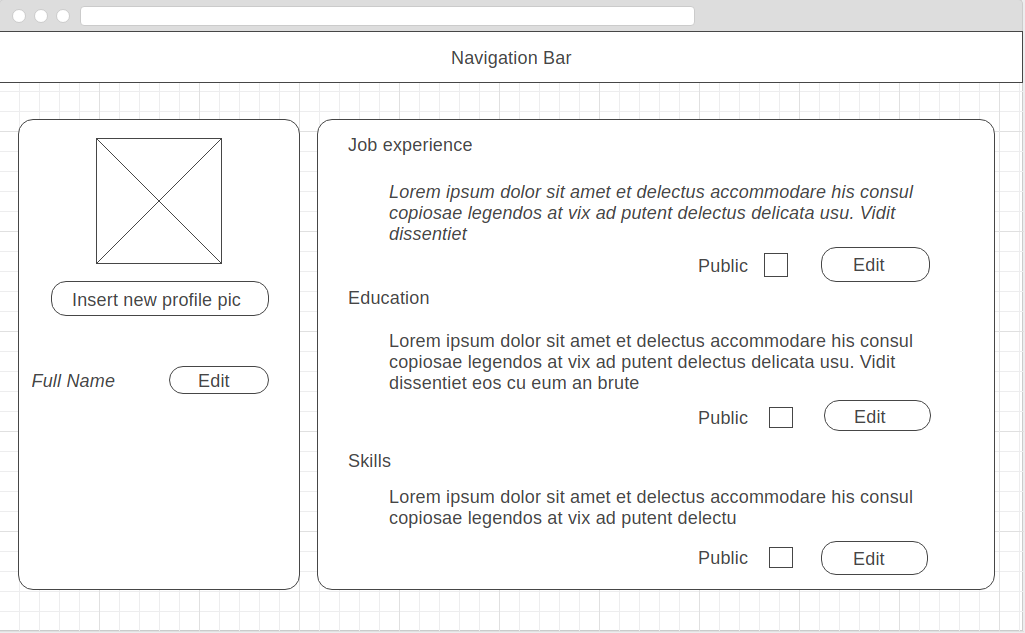 Navigation Bar
Insert new profile pic
Full Name
Edit
Job experience
Lorem ipsum dolor sit amet et delectus accommodare his consul
copiosae legendos at vix ad putent delectus delicata usu. Vidit
dissentiet
Public
Edit
Education
Lorem ipsum dolor sit amet et delectus accommodare his consul
copiosae legendos at vix ad putent delectus delicata usu. Vidit
dissentiet eos cu eum an brute
Public
Edit
Skills
Lorem ipsum dolor sit amet et delectus accommodare his consul
copiosae legendos at vix ad putent delectu
Public
Edit